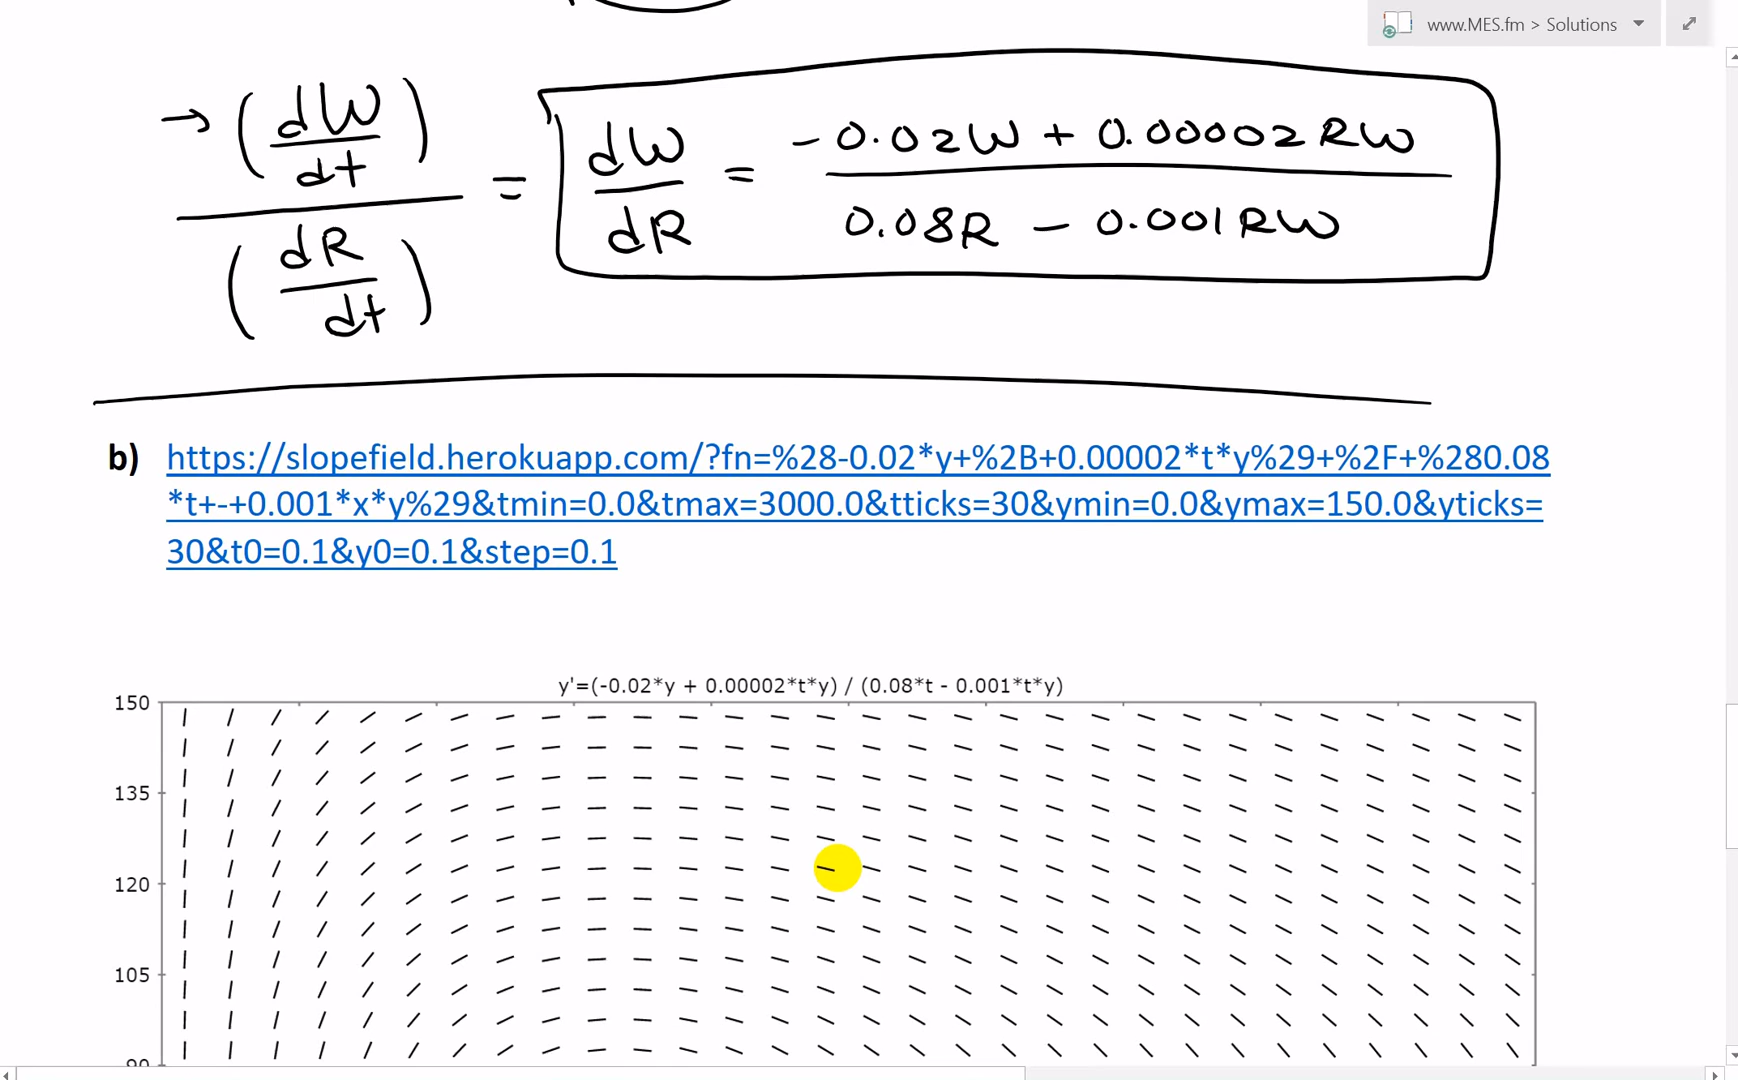 www.MES.fm > Solutions
→ (dW/dt) / (dR/dt) = dW/dR = (-0.02W + 0.00002RW) / (0.08R - 0.001RW)
b) https://slopefield.herokuapp.com/?fn=%28-0.02*y+%2B+0.00002*t*y%29+%2F+%280.08
*t+-+0.001*x*y%29&tmin=0.0&tmax=3000.0&tticks=30&ymin=0.0&ymax=150.0&yticks=
30&t0=0.1&y0=0.1&step=0.1
y'=(-0.02*y + 0.00002*t*y) / (0.08*t - 0.001*t*y)
150
135
120
105
90